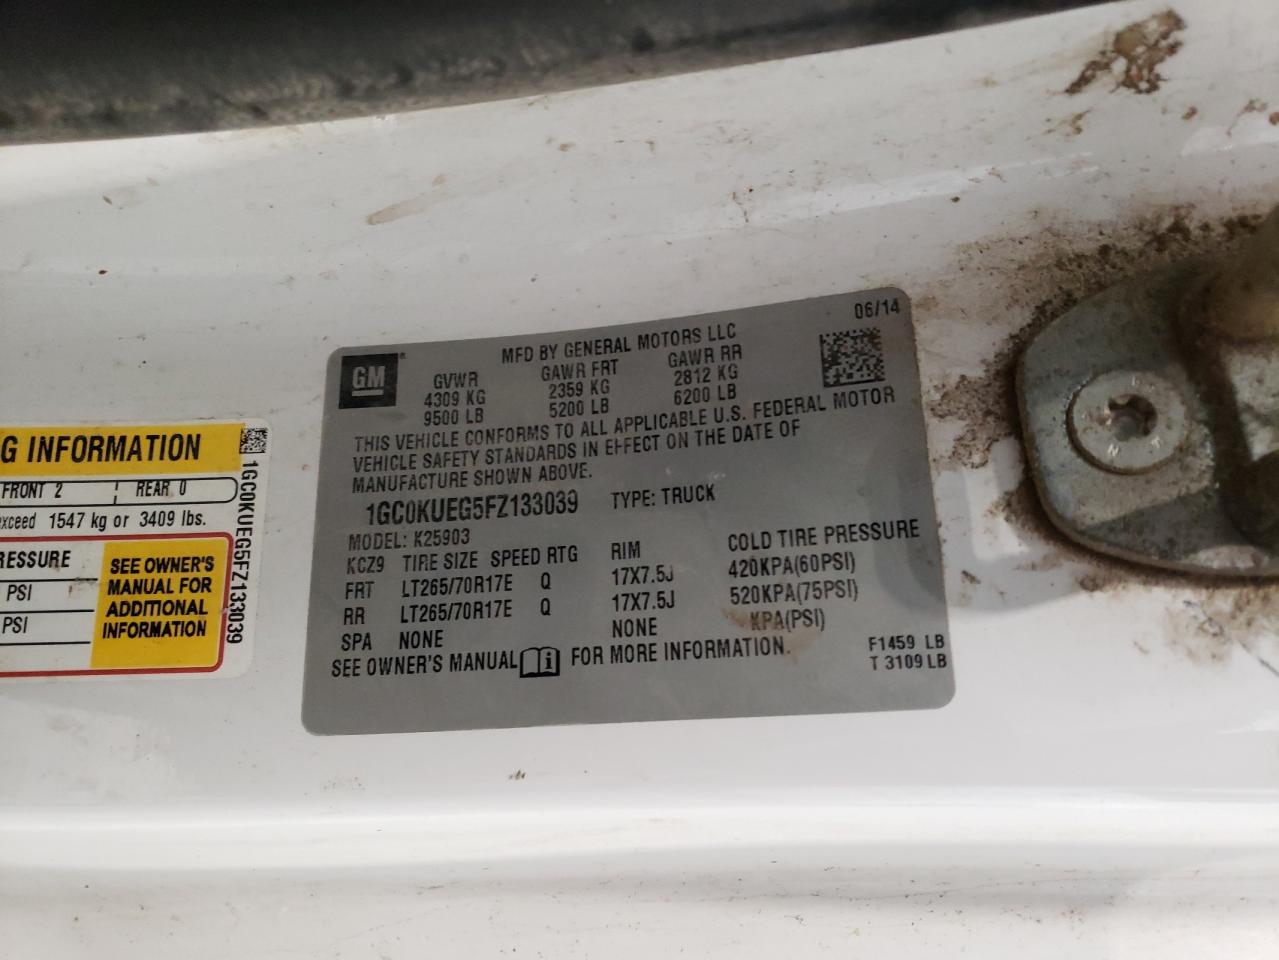 G INFORMATION
FRONT 2 REAR 0
xceed 1547 kg or 3409 lbs.
RESSURE
PSI
PSI
SEE OWNER'S
MANUAL FOR
ADDITIONAL
INFORMATION
1GC0KUEG5FZ133039
GM
MFD BY GENERAL MOTORS LLC
06/14
GVWR GAWR FRT GAWR RR
4309 KG 2359 KG 2812 KG
9500 LB 5200 LB 6200 LB
THIS VEHICLE CONFORMS TO ALL APPLICABLE U.S. FEDERAL MOTOR
VEHICLE SAFETY STANDARDS IN EFFECT ON THE DATE OF
MANUFACTURE SHOWN ABOVE.
1GC0KUEG5FZ133039 TYPE: TRUCK
MODEL: K25903
KCZ9 TIRE SIZE SPEED RTG RIM COLD TIRE PRESSURE
FRT LT265/70R17E Q 17X7.5J 420KPA(60PSI)
RR LT265/70R17E Q 17X7.5J 520KPA(75PSI)
SPA NONE NONE KPA(PSI)
SEE OWNER'S MANUAL FOR MORE INFORMATION.
F1459 LB
T 3109 LB